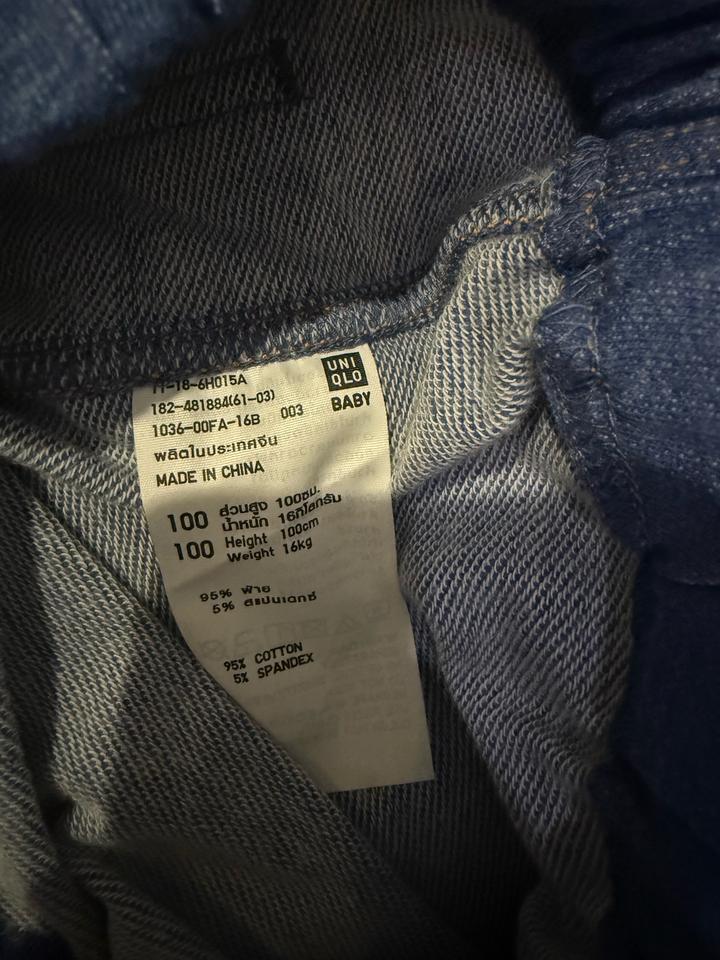 71-18-6H015A
182-481884(61-03)
1036-00FA-16B 003
UNI
QLO
BABY
ผลิตในประเทศจีน
MADE IN CHINA
100 ส่วนสูง 100ซม.
น้ำหนัก 16กิโลกรัม
100 Height 100cm
Weight 16kg
95% ฝ้าย
5% สแปนเดกซ์
95% COTTON
5% SPANDEX